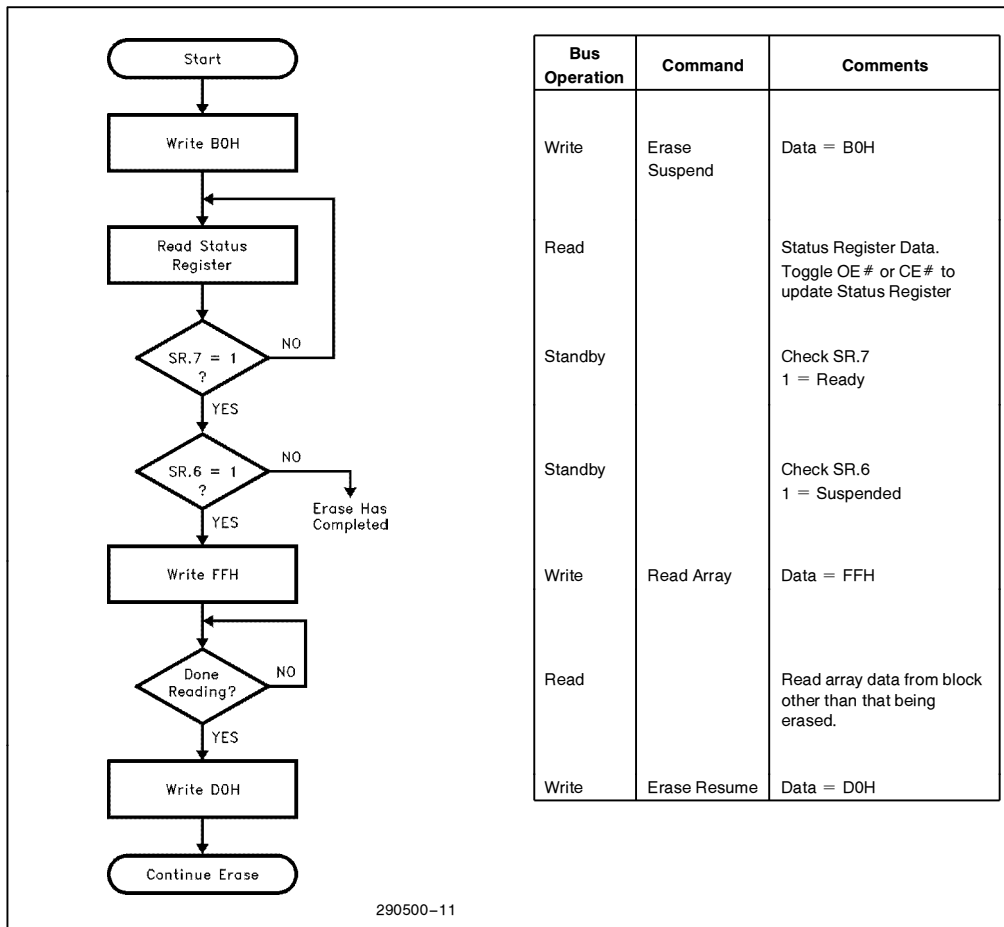 Start
Write B0H
Read Status
Register
SR.7 = 1
?
NO
YES
SR.6 = 1
?
NO
Erase Has
Completed
YES
Write FFH
Done
Reading?
NO
YES
Write D0H
Continue Erase
290500–11
Bus
Operation
Command
Comments
Write
Erase
Suspend
Data = B0H
Read
Status Register Data.
Toggle OE# or CE# to
update Status Register
Standby
Check SR.7
1 = Ready
Standby
Check SR.6
1 = Suspended
Write
Read Array
Data = FFH
Read
Read array data from block
other than that being
erased.
Write
Erase Resume
Data = D0H